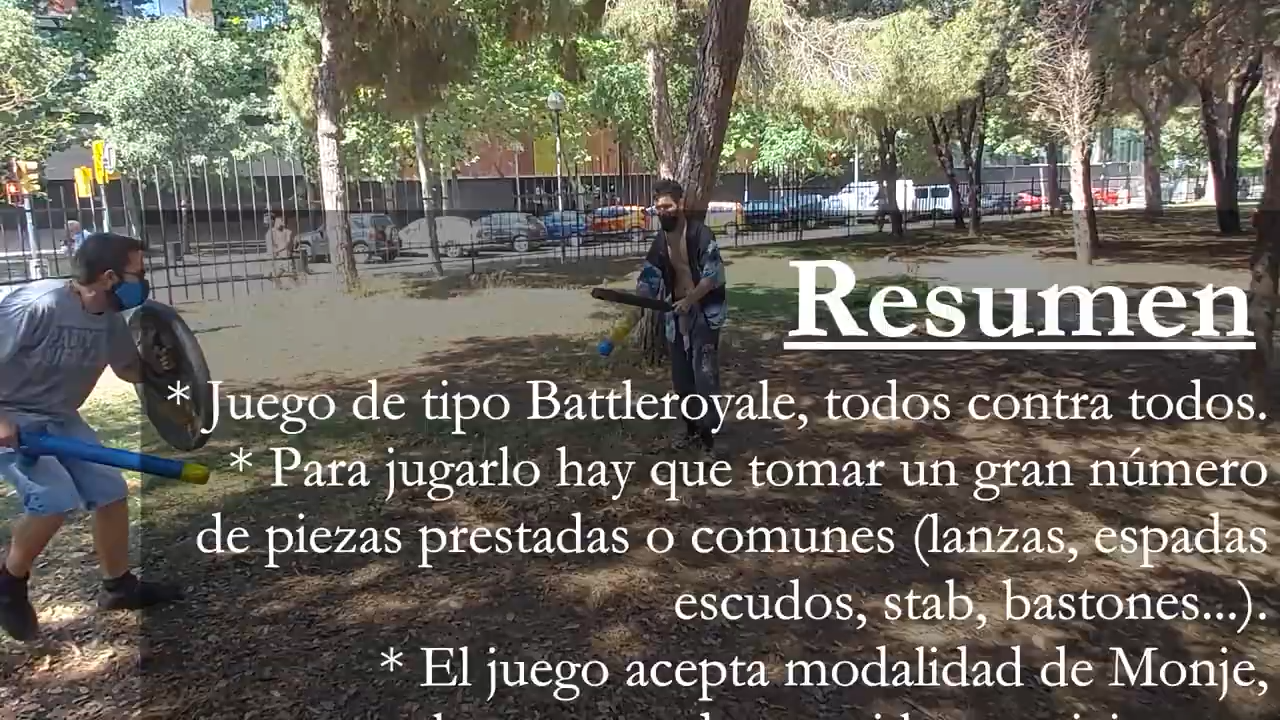 Resumen
* Juego de tipo Battleroyale, todos contra todos.
* Para jugarlo hay que tomar un gran número
de piezas prestadas o comunes (lanzas, espadas
escudos, stab, bastones...).
* El juego acepta modalidad de Monje,